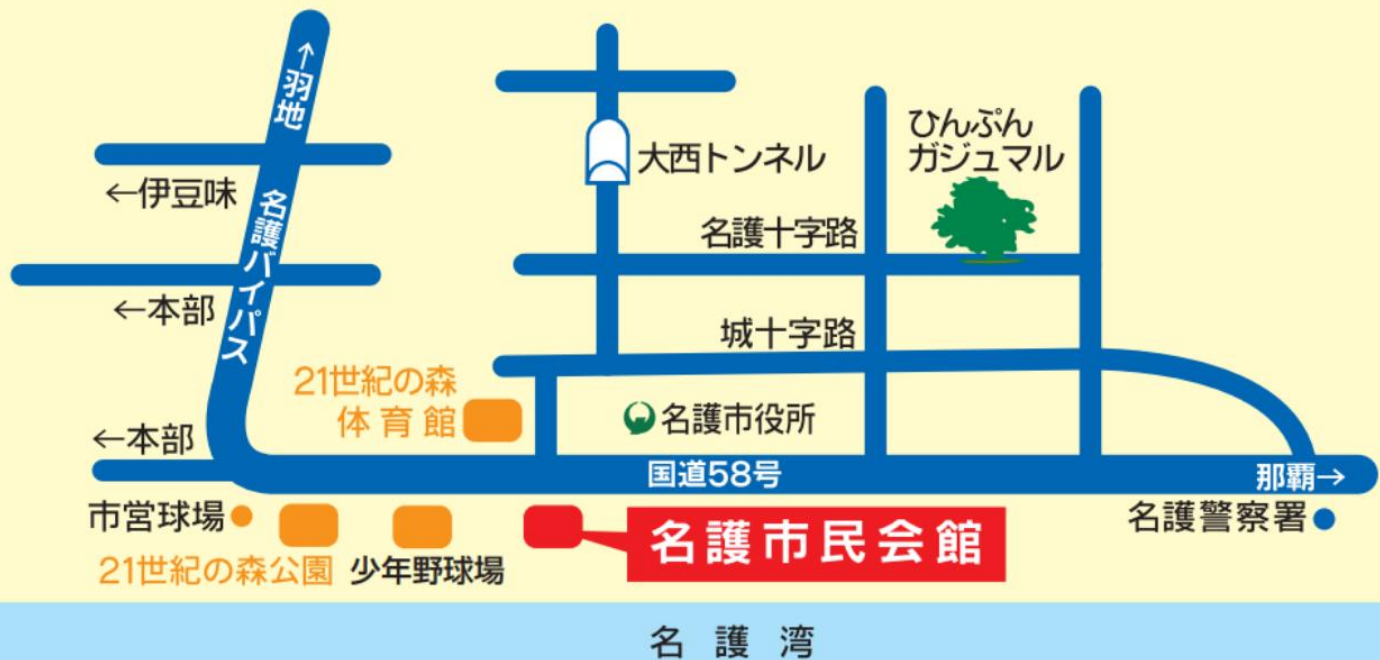 ↑羽地
名護バイパス
←伊豆味
←本部
←本部
大西トンネル
ひんぷん
ガジュマル
名護十字路
城十字路
21世紀の森
体育館
名護市役所
国道58号
那覇→
市営球場
21世紀の森公園
少年野球場
名護市民会館
名護警察署
名護湾